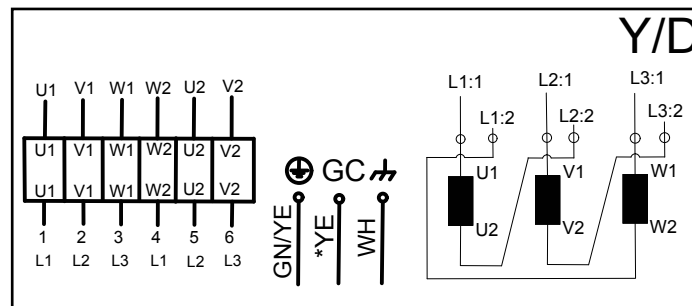 Y/D
U1 V1 W1 W2 U2 V2
U1 V1 W1 W2 U2 V2
U1 V1 W1 W2 U2 V2
1 2 3 4 5 6
L1 L2 L3 L1 L2 L3
GC
GN/YE
*YE
WH
L1:1 L2:1 L3:1
L1:2 L2:2 L3:2
U1 V1 W1
U2 V2 W2